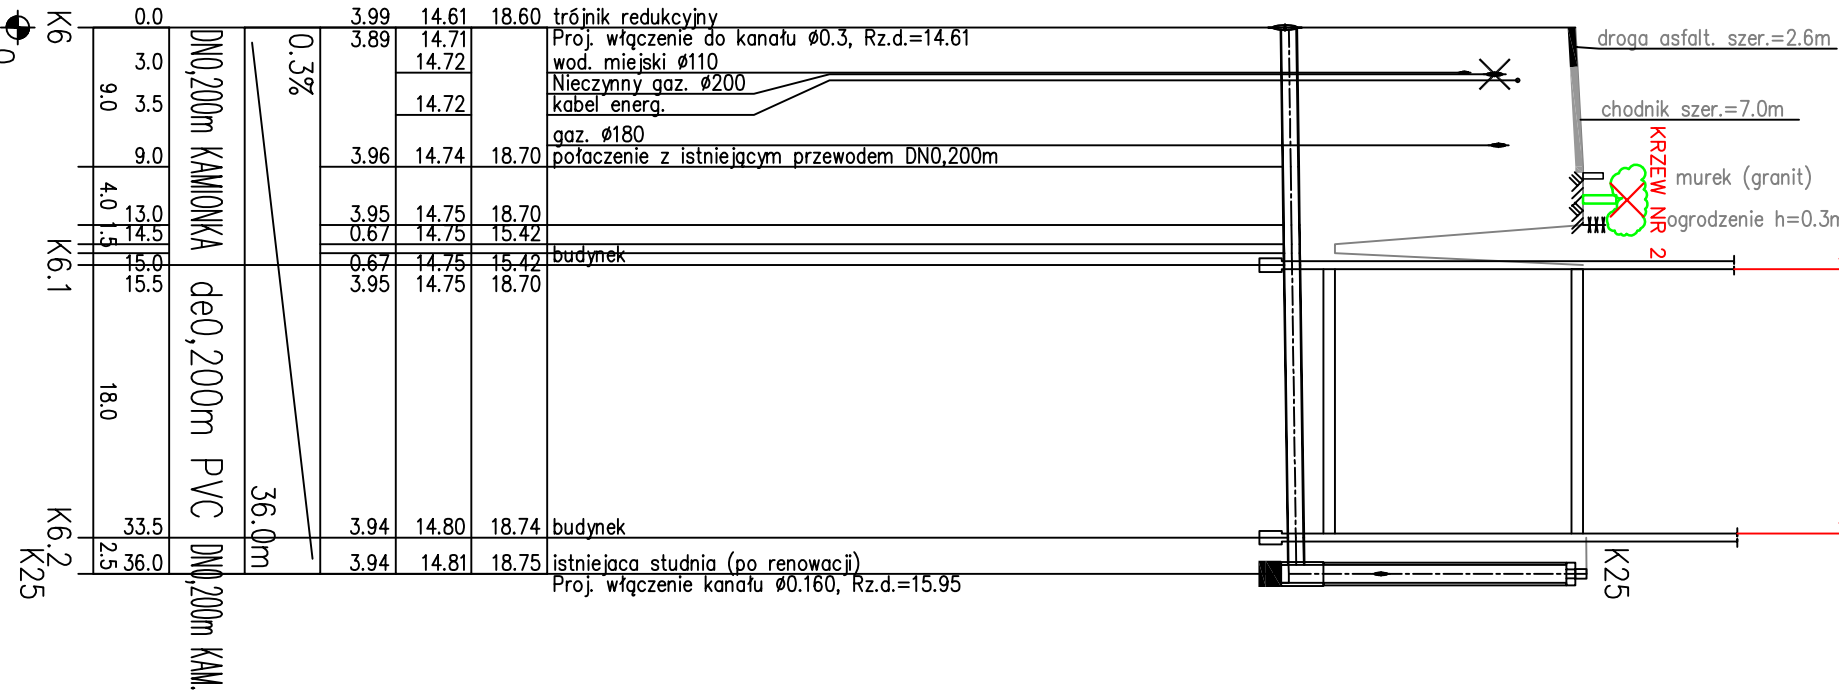 K6
0.0 3.99 14.61 18.60 trójnik redukcyjny
3.89 14.71 Proj. włączenie do kanału ø0.3, Rz.d.=14.61
3.0 14.72 wod. miejski ø110
Nieczynny gaz. ø200
3.5 14.72 kabel energ.
gaz. ø180
9.0 3.96 14.74 18.70 połaczenie z istniejącym przewodem DN0,200m
13.0 3.95 14.75 18.70
14.5 0.67 14.75 15.42
budynek
15.0 0.67 14.75 15.42
15.5 3.95 14.75 18.70
33.5 3.94 14.80 18.74 budynek
36.0 3.94 14.81 18.75 istniejaca studnia (po renowacji)
Proj. włączenie kanału ø0.160, Rz.d.=15.95
K6.1
K6.2
K25
9.0
4.0
1.5
18.0
2.5
DN0,200m KAMIONKA
de0,200m PVC
DN0,200m KAM.
0.3%
36.0m
droga asfalt. szer.=2.6m
chodnik szer.=7.0m
KRZEW NR 2
murek (granit)
ogrodzenie h=0.3m
K25